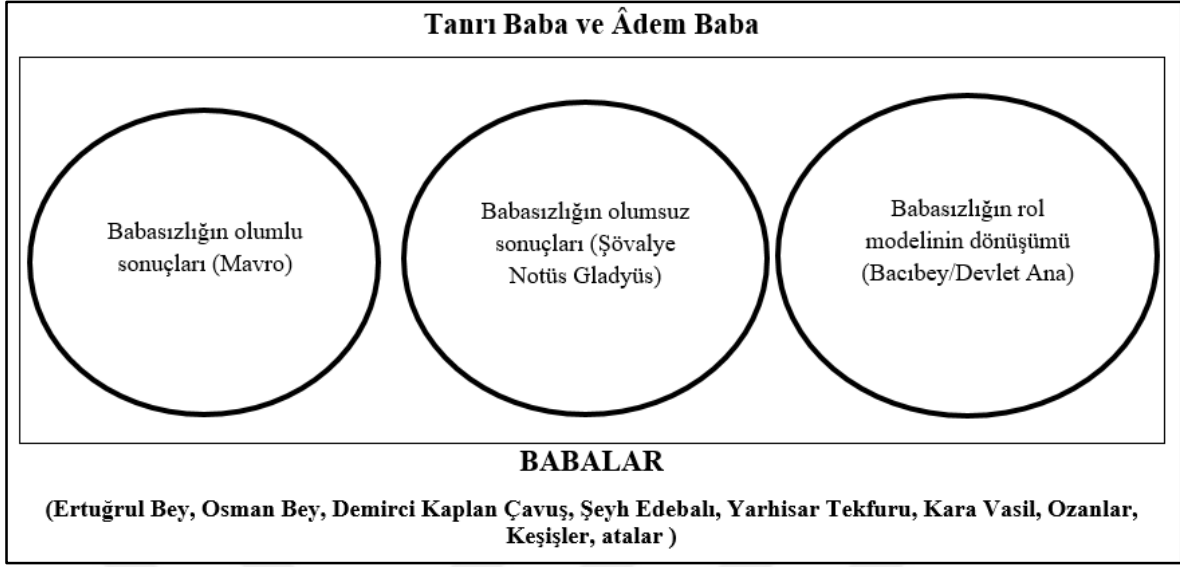 Tanrı Baba ve Âdem Baba
Babasızlığın olumlu
sonuçları (Mavro)
Babasızlığın olumsuz
sonuçları (Şövalye
Notüs Gladyüs)
Babasızlığın rol
modelinin dönüşümü
(Bacıbey/Devlet Ana)
BABALAR
(Ertuğrul Bey, Osman Bey, Demirci Kaplan Çavuş, Şeyh Edebalı, Yarhisar Tekfuru, Kara Vasil, Ozanlar,
Keşişler, atalar )